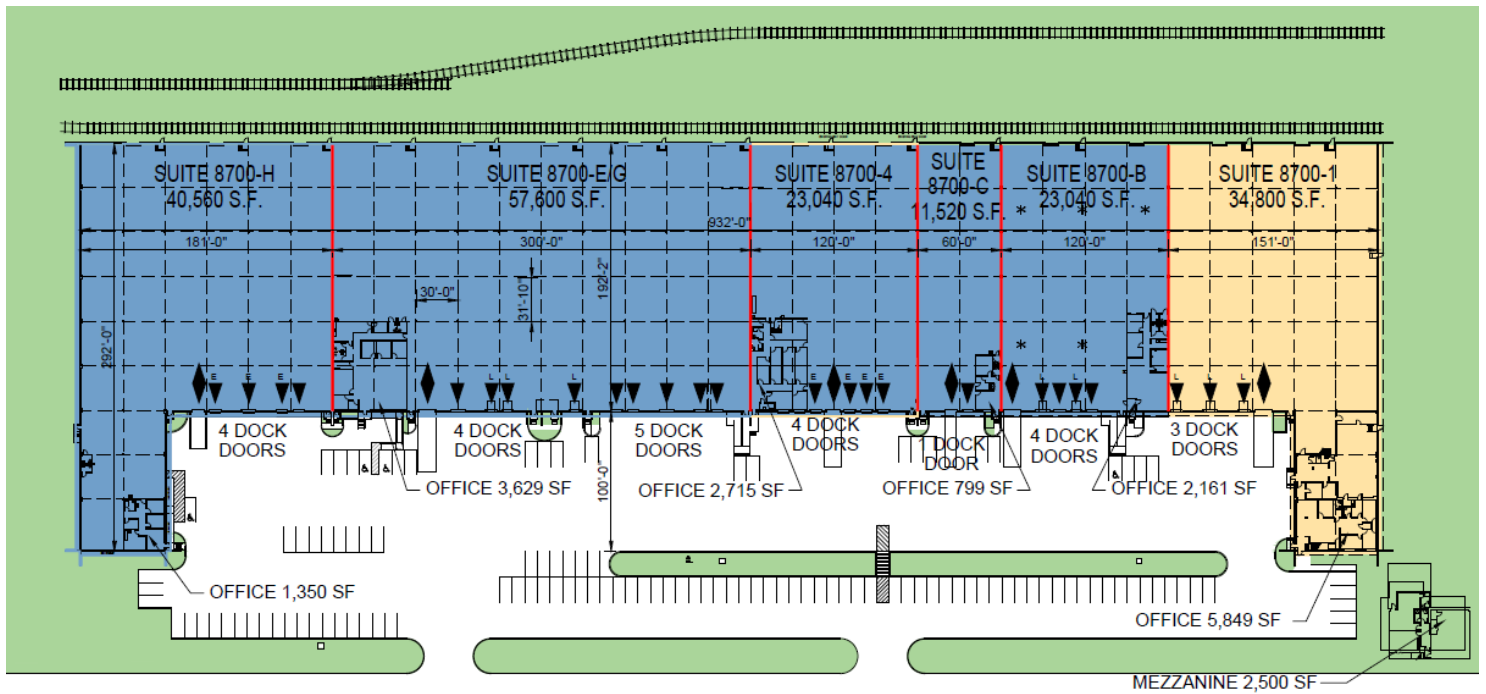 SUITE 8700-H
40,560 S.F.
SUITE 8700-E/G
57,600 S.F.
SUITE 8700-4
23,040 S.F.
SUITE
8700-C
11,520 S.F.
SUITE 8700-B
23,040 S.F.
SUITE 8700-1
34,800 S.F.
932'-0"
181'-0"
300'-0"
120'-0"
60'-0"
120'-0"
151'-0"
192'-2"
30'-0"
31'-10"
292'-0"
E
E
E
L
L
L
E
E
E
E
L
L
L
L
L
L
4 DOCK
DOORS
4 DOCK
DOORS
5 DOCK
DOORS
4 DOCK
DOORS
1 DOCK
DOOR
4 DOCK
DOORS
3 DOCK
DOORS
100'-0"
OFFICE 3,629 SF
OFFICE 2,715 SF
OFFICE 799 SF
OFFICE 2,161 SF
OFFICE 1,350 SF
OFFICE 5,849 SF
MEZZANINE 2,500 SF